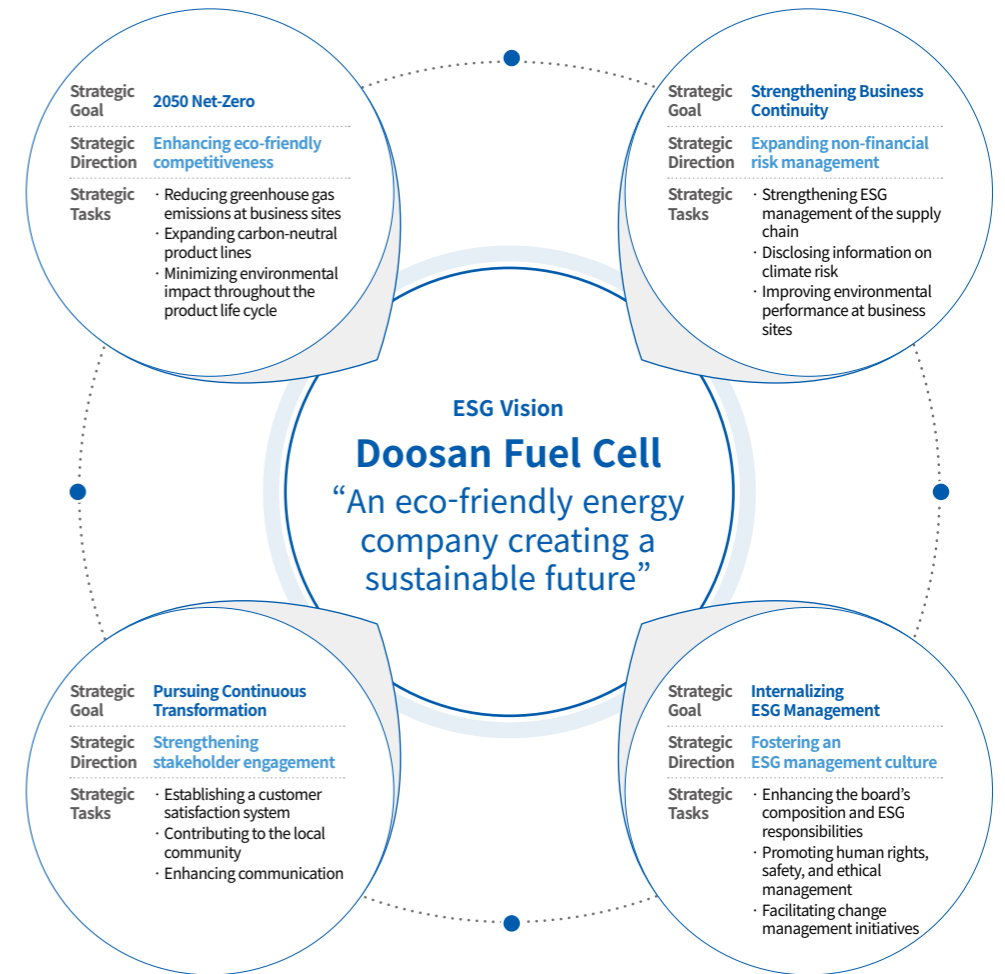 Strategic Goal
2050 Net-Zero
Strategic Direction
Enhancing eco-friendly
competitiveness
Strategic Tasks
· Reducing greenhouse gas
emissions at business sites
· Expanding carbon-neutral
product lines
· Minimizing environmental
impact throughout the
product life cycle
Strategic Goal
Strengthening Business
Continuity
Strategic Direction
Expanding non-financial
risk management
Strategic Tasks
· Strengthening ESG
management of the supply
chain
· Disclosing information on
climate risk
· Improving environmental
performance at business
sites
ESG Vision
Doosan Fuel Cell
“An eco-friendly energy
company creating a
sustainable future”
Strategic Goal
Pursuing Continuous
Transformation
Strategic Direction
Strengthening
stakeholder engagement
Strategic Tasks
· Establishing a customer
satisfaction system
· Contributing to the local
community
· Enhancing communication
Strategic Goal
Internalizing
ESG Management
Strategic Direction
Fostering an
ESG management culture
Strategic Tasks
· Enhancing the board’s
composition and ESG
responsibilities
· Promoting human rights,
safety, and ethical
management
· Facilitating change
management initiatives